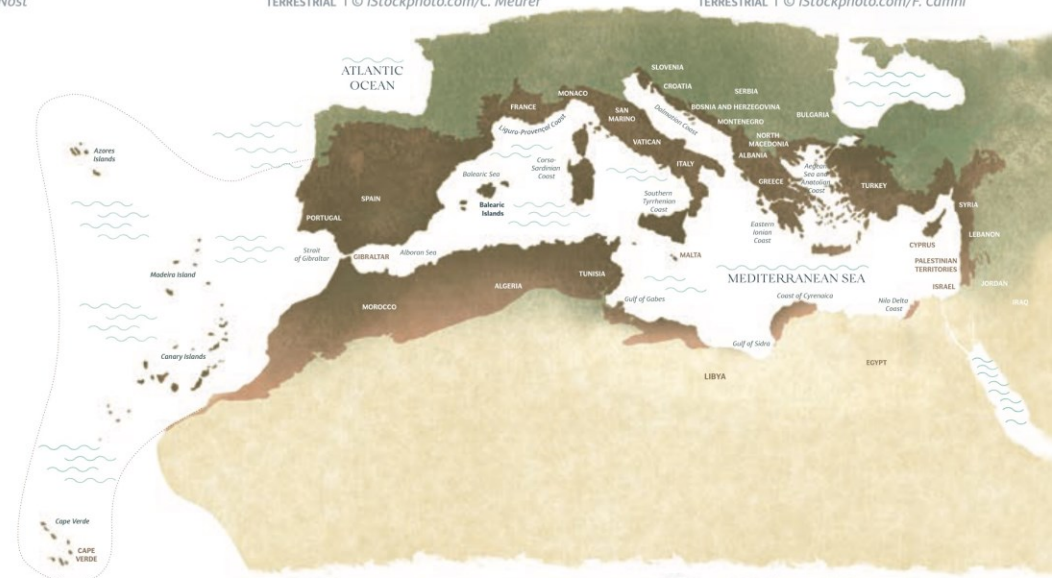 Nost
TERRESTRIAL | © iStockphoto.com/C. Meurer
TERRESTRIAL | © iStockphoto.com/F. Camhi
ATLANTIC
OCEAN
SLOVENIA
CROATIA
SERBIA
BOSNIA AND HERZEGOVINA
MONTENEGRO
BULGARIA
MONACO
FRANCE
SAN
MARINO
Liguro-Provençal Coast
Dalmatian Coast
NORTH
MACEDONIA
VATICAN
ALBANIA
ITALY
Azores
Islands
Corso-
Sardinian
Coast
Balearic Sea
Aegean
Sea and
Anatolian
Coast
GREECE
TURKEY
SPAIN
Balearic
Islands
Southern
Tyrrhenian
Coast
SYRIA
PORTUGAL
Eastern
Ionian
Coast
LEBANON
Strait
of Gibraltar
GIBRALTAR
Alboran Sea
MALTA
CYPRUS
PALESTINIAN
TERRITORIES
Madeira Island
TUNISIA
MEDITERRANEAN SEA
ALGERIA
ISRAEL
JORDAN
Gulf of Gabes
Coast of Cyrenaica
Nile Delta
Coast
IRAQ
MOROCCO
Gulf of Sidra
Canary Islands
EGYPT
LIBYA
Cape Verde
CAPE
VERDE